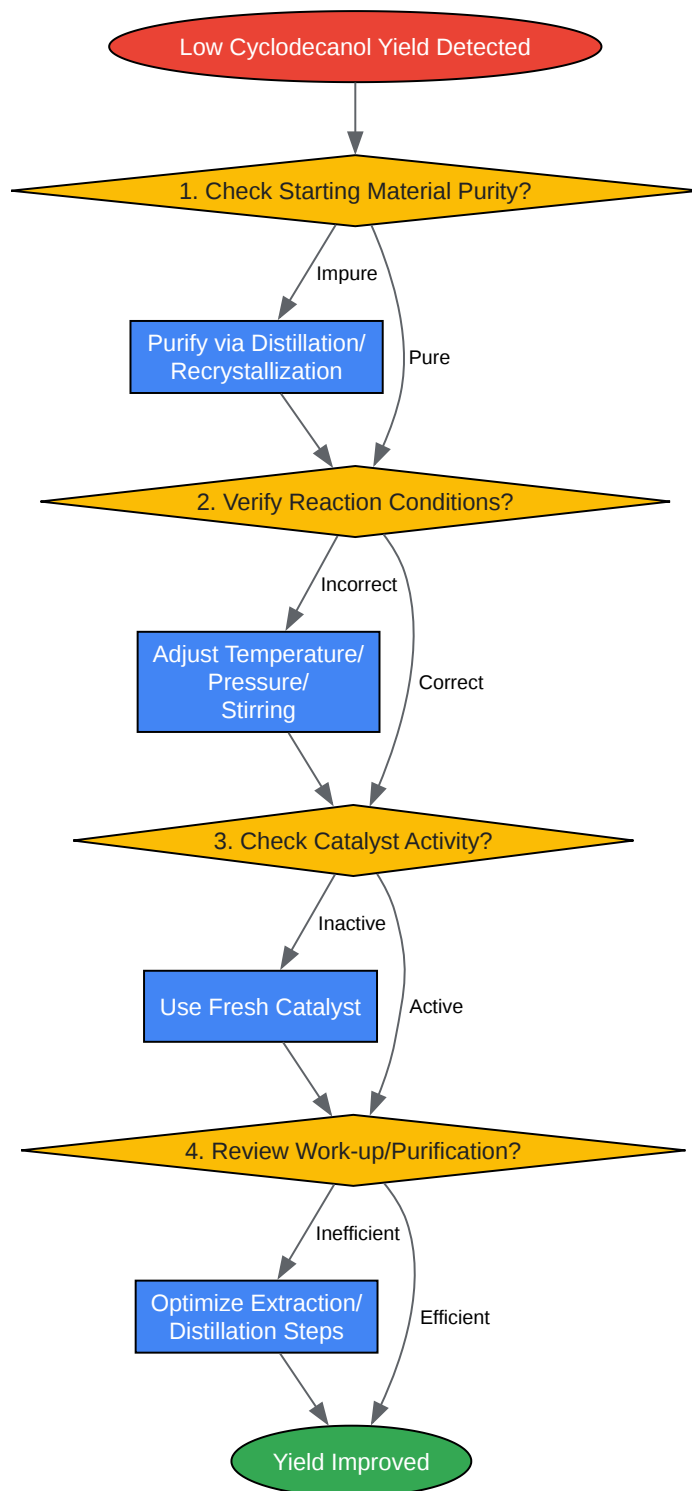 Low Cyclodecanol Yield Detected
1. Check Starting Material Purity?
Impure
Purify via Distillation/
Recrystallization
Pure
2. Verify Reaction Conditions?
Incorrect
Adjust Temperature/
Pressure/
Stirring
Correct
3. Check Catalyst Activity?
Inactive
Use Fresh Catalyst
Active
4. Review Work-up/Purification?
Inefficient
Optimize Extraction/
Distillation Steps
Efficient
Yield Improved